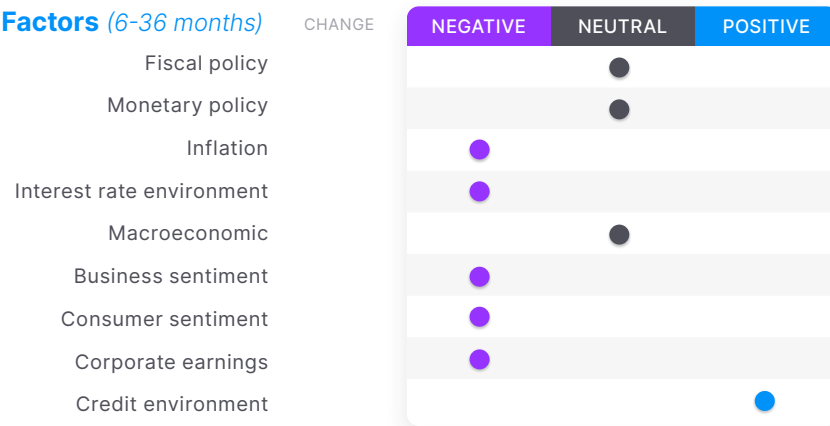 Factors (6-36 months) CHANGE NEGATIVE NEUTRAL POSITIVE
Fiscal policy
Monetary policy
Inflation
Interest rate environment
Macroeconomic
Business sentiment
Consumer sentiment
Corporate earnings
Credit environment